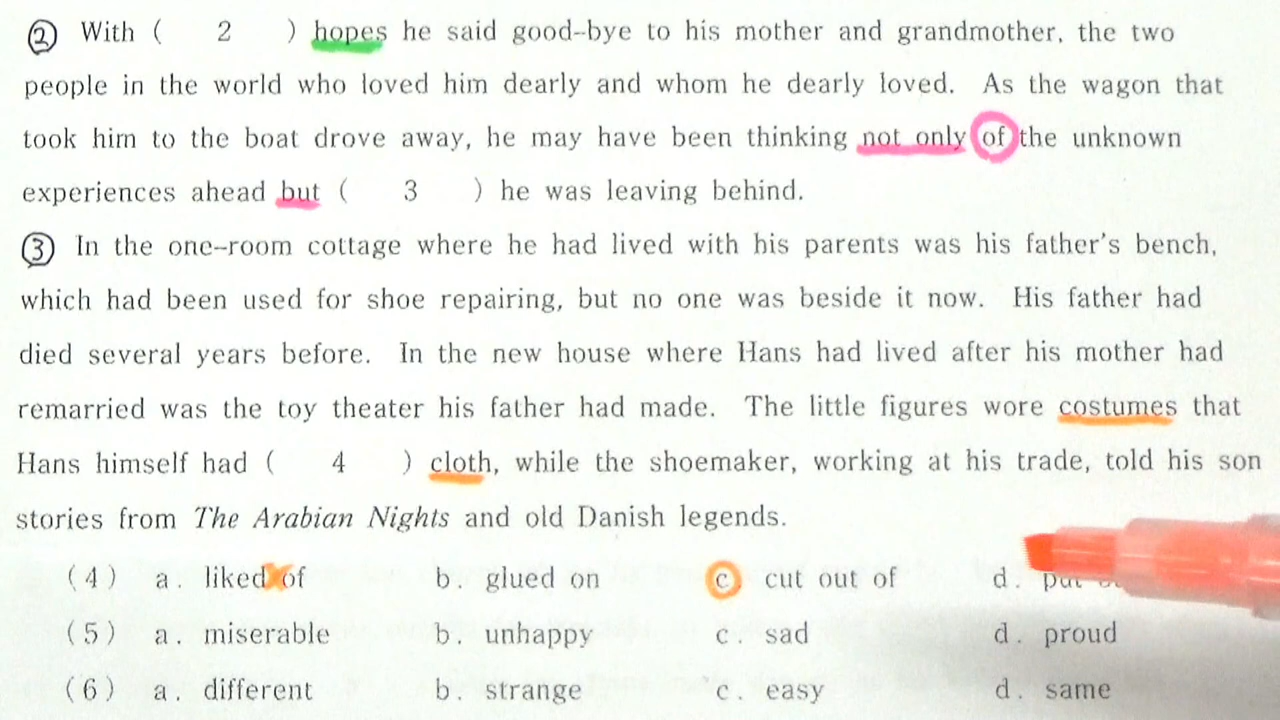 ② With ( 2 ) hopes he said good-bye to his mother and grandmother, the two
people in the world who loved him dearly and whom he dearly loved. As the wagon that
took him to the boat drove away, he may have been thinking not only of the unknown
experiences ahead but ( 3 ) he was leaving behind.
③ In the one-room cottage where he had lived with his parents was his father's bench,
which had been used for shoe repairing, but no one was beside it now. His father had
died several years before. In the new house where Hans had lived after his mother had
remarried was the toy theater his father had made. The little figures wore costumes that
Hans himself had ( 4 ) cloth, while the shoemaker, working at his trade, told his son
stories from The Arabian Nights and old Danish legends.
(4) a. liked of b. glued on c. cut out of d. put
(5) a. miserable b. unhappy c. sad d. proud
(6) a. different b. strange c. easy d. same